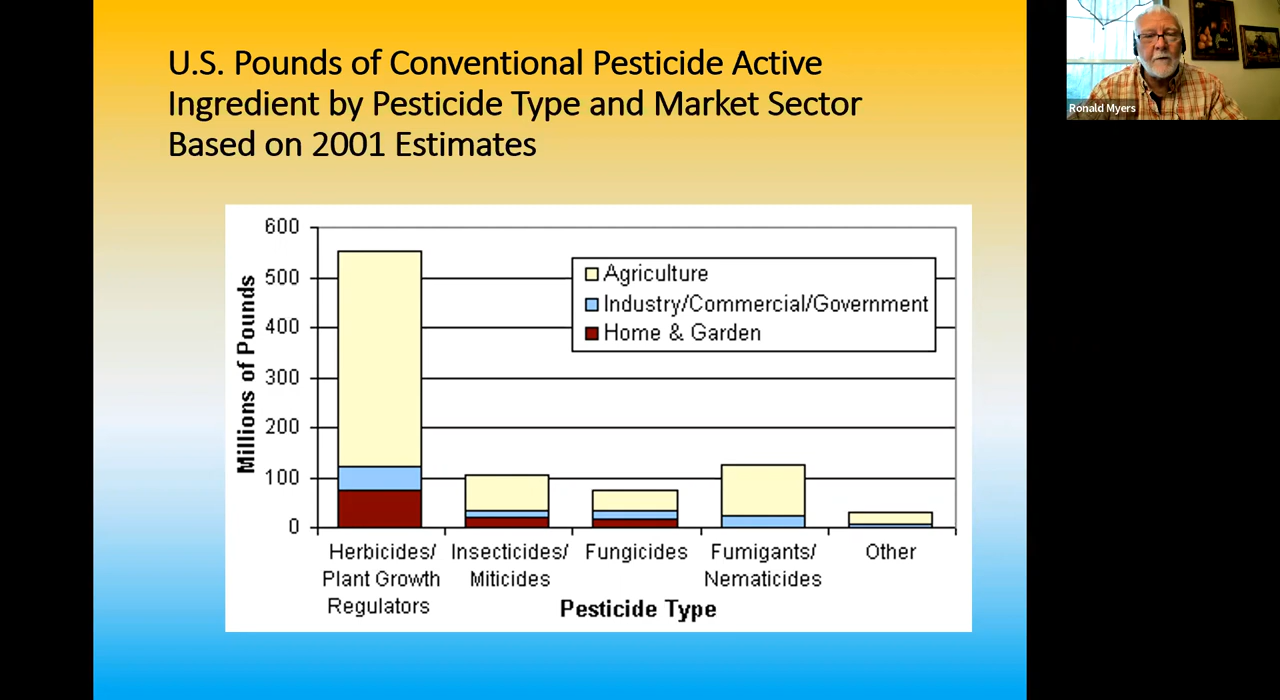 U.S. Pounds of Conventional Pesticide Active
Ingredient by Pesticide Type and Market Sector
Based on 2001 Estimates
Ronald Myers
Millions of Pounds
600
500
400
300
200
100
0
Agriculture
Industry/Commercial/Government
Home & Garden
Herbicides/
Plant Growth
Regulators
Insecticides/
Miticides
Fungicides
Fumigants/
Nematicides
Other
Pesticide Type